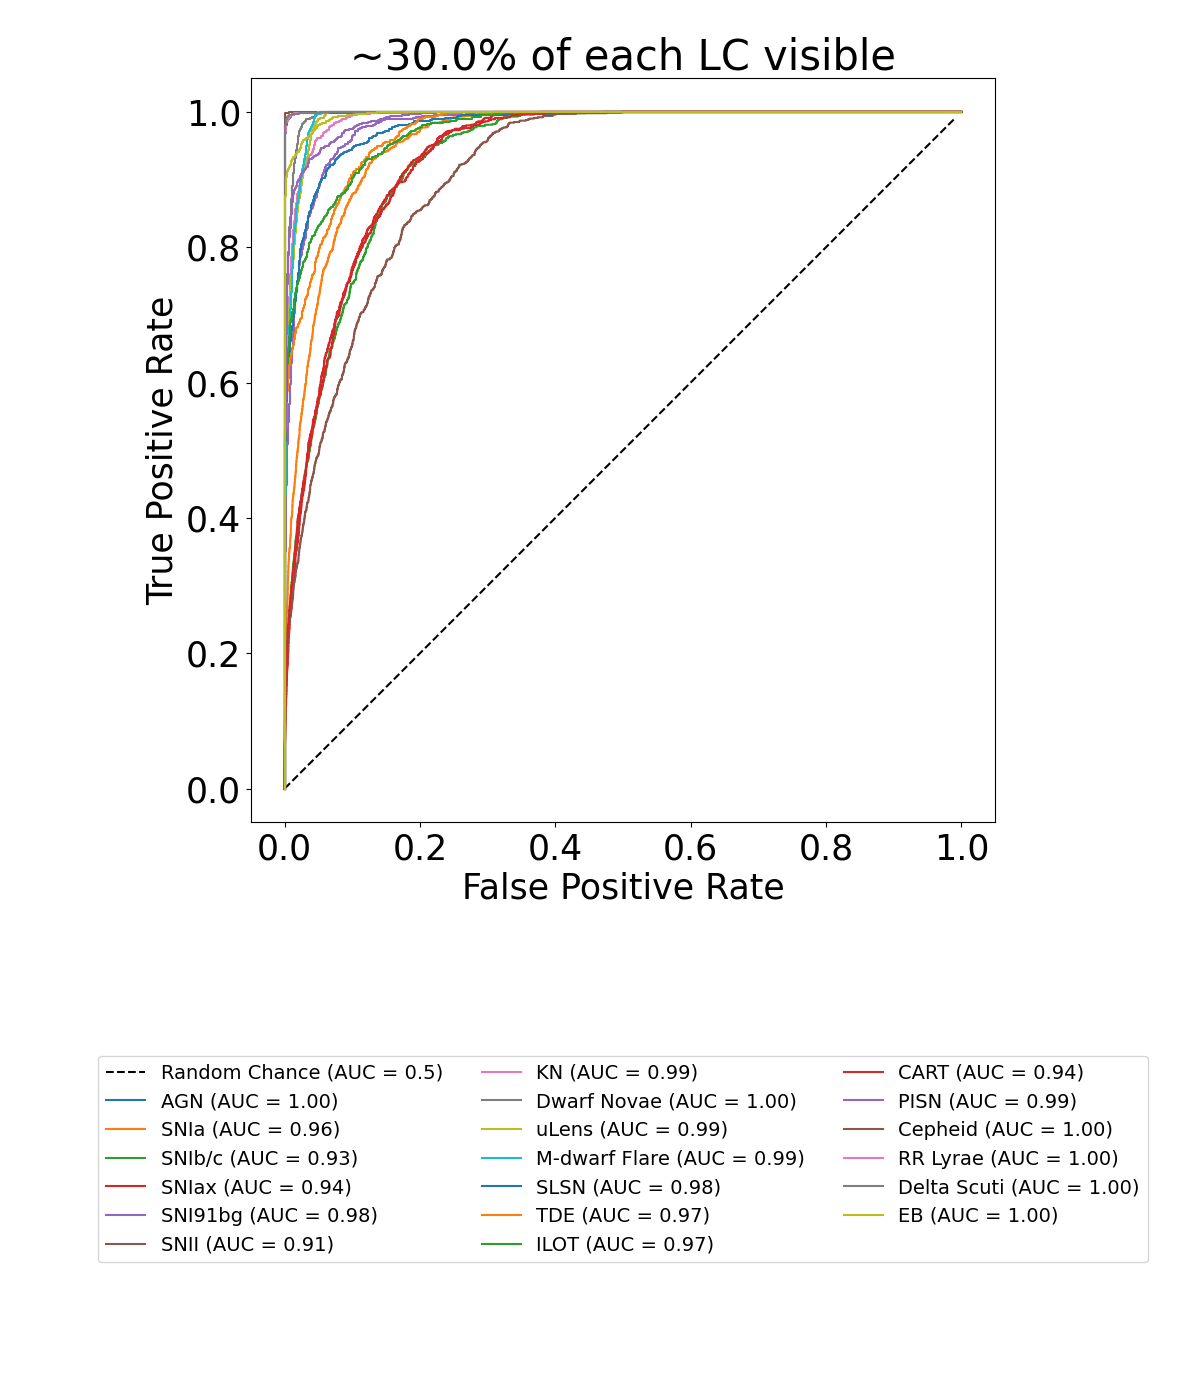 ~30.0% of each LC visible
1.0
0.8
0.6
0.4
0.2
0.0
True Positive Rate
0.0 0.2 0.4 0.6 0.8 1.0
False Positive Rate
Random Chance (AUC = 0.5)
AGN (AUC = 1.00)
SNIa (AUC = 0.96)
SNIb/c (AUC = 0.93)
SNIax (AUC = 0.94)
SNI91bg (AUC = 0.98)
SNII (AUC = 0.91)
KN (AUC = 0.99)
Dwarf Novae (AUC = 1.00)
uLens (AUC = 0.99)
M-dwarf Flare (AUC = 0.99)
SLSN (AUC = 0.98)
TDE (AUC = 0.97)
ILOT (AUC = 0.97)
CART (AUC = 0.94)
PISN (AUC = 0.99)
Cepheid (AUC = 1.00)
RR Lyrae (AUC = 1.00)
Delta Scuti (AUC = 1.00)
EB (AUC = 1.00)